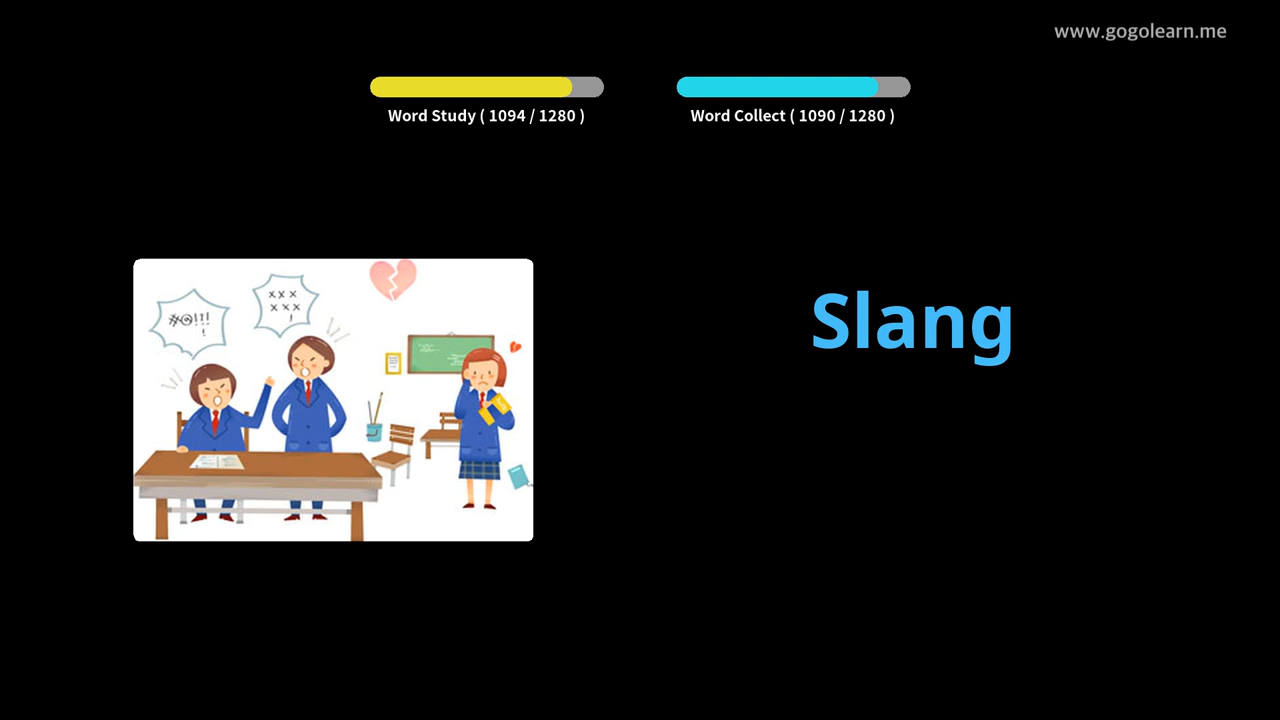 www.gogolearn.me
Word Study ( 1094 / 1280 )
Word Collect ( 1090 / 1280 )
#@!!!
!
x x x
x x x
!
Slang